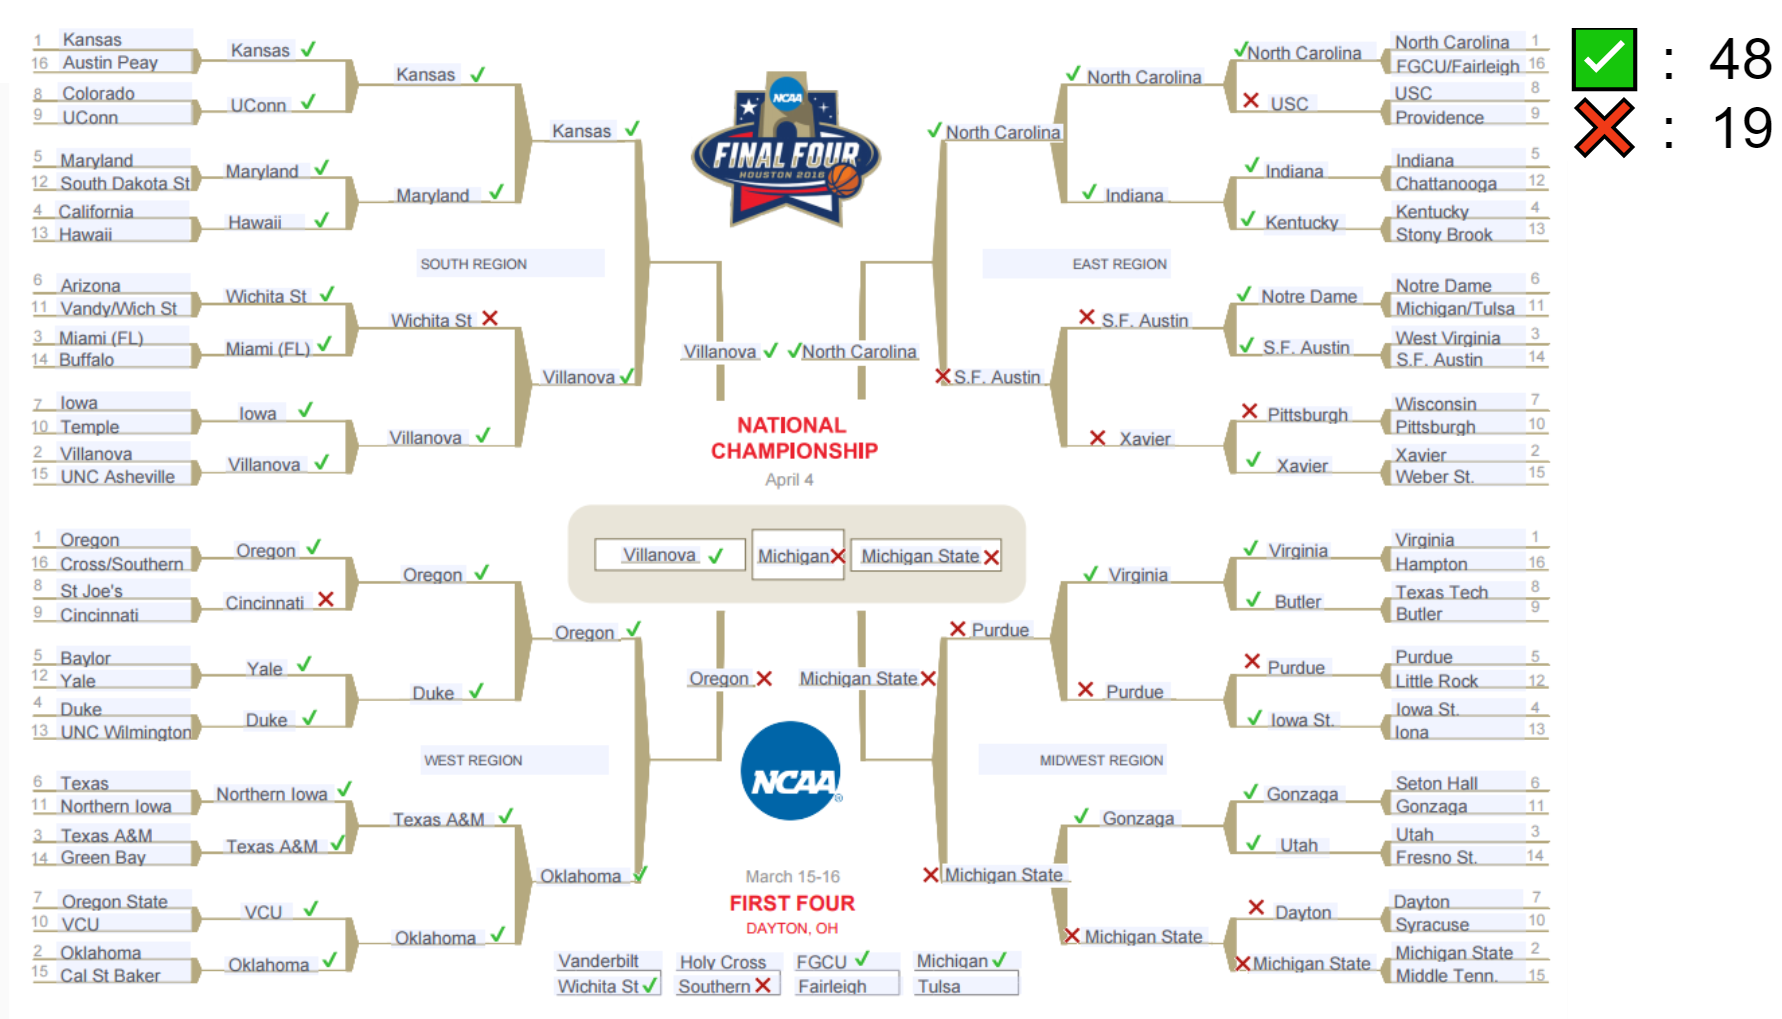 1 Kansas
16 Austin Peay
8 Colorado
9 UConn
5 Maryland
12 South Dakota St
4 California
13 Hawaii
6 Arizona
11 Vandy/Wich St
3 Miami (FL)
14 Buffalo
7 Iowa
10 Temple
2 Villanova
15 UNC Asheville
Kansas
UConn
Maryland
Hawaii
Wichita St
Miami (FL)
Iowa
Villanova
Kansas
Maryland
Wichita St
Villanova
Kansas
Villanova
SOUTH REGION
Villanova
1 Oregon
16 Cross/Southern
8 St Joe's
9 Cincinnati
5 Baylor
12 Yale
4 Duke
13 UNC Wilmington
6 Texas
11 Northern Iowa
3 Texas A&M
14 Green Bay
7 Oregon State
10 VCU
2 Oklahoma
15 Cal St Baker
Oregon
Cincinnati
Yale
Duke
Northern Iowa
Texas A&M
VCU
Oklahoma
Oregon
Duke
Texas A&M
Oklahoma
Oregon
Oklahoma
WEST REGION
Oregon
NCAA
FINAL FOUR
HOUSTON 2016
NATIONAL
CHAMPIONSHIP
April 4
Villanova
Michigan
Michigan State
NCAA
®
March 15-16
FIRST FOUR
DAYTON, OH
Vanderbilt
Wichita St
Holy Cross
Southern
FGCU
Fairleigh
Michigan
Tulsa
North Carolina
EAST REGION
North Carolina
S.F. Austin
North Carolina
Indiana
S.F. Austin
Xavier
North Carolina
USC
Indiana
Kentucky
Notre Dame
S.F. Austin
Pittsburgh
Xavier
North Carolina 1
FGCU/Fairleigh 16
USC 8
Providence 9
Indiana 5
Chattanooga 12
Kentucky 4
Stony Brook 13
Notre Dame 6
Michigan/Tulsa 11
West Virginia 3
S.F. Austin 14
Wisconsin 7
Pittsburgh 10
Xavier 2
Weber St. 15
Michigan State
MIDWEST REGION
Purdue
Michigan State
Virginia
Purdue
Gonzaga
Michigan State
Virginia
Butler
Purdue
Iowa St.
Gonzaga
Utah
Dayton
Michigan State
Virginia 1
Hampton 16
Texas Tech 8
Butler 9
Purdue 5
Little Rock 12
Iowa St. 4
Iona 13
Seton Hall 6
Gonzaga 11
Utah 3
Fresno St. 14
Dayton 7
Syracuse 10
Michigan State 2
Middle Tenn. 15
: 48
: 19